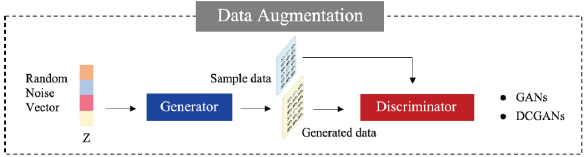 Data Augmentation
Random
Noise
Vector
Z
Generator
Sample data
Generated data
Discriminator
● GANs
● DCGANs